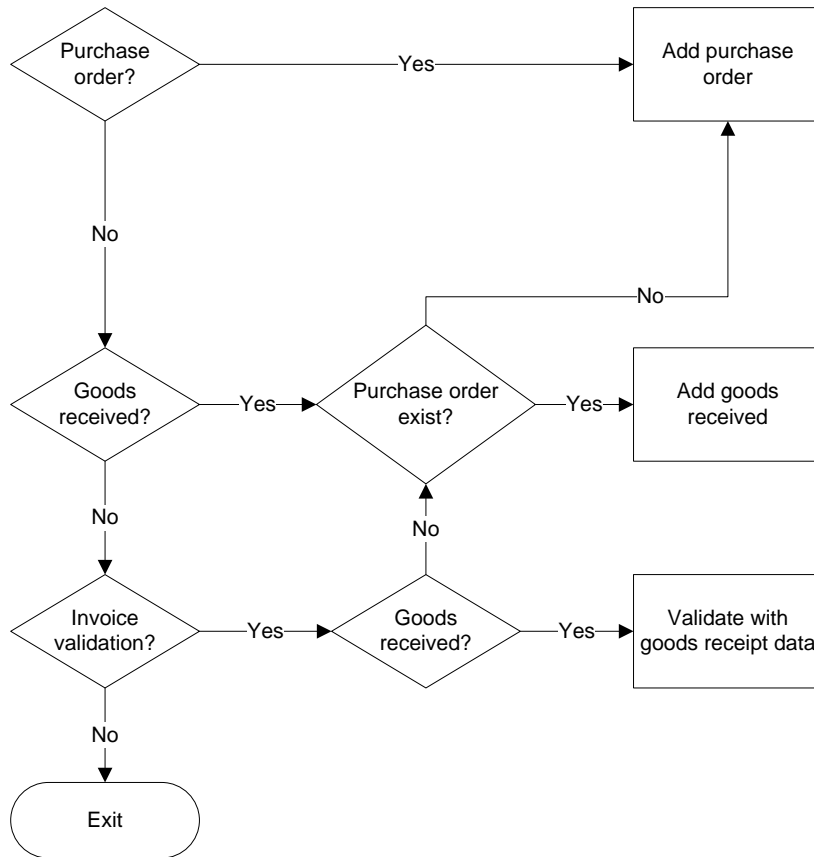 Purchase
order?
Yes
Add purchase
order
No
No
Goods
received?
Yes
Purchase order
exist?
Yes
Add goods
received
No
No
Invoice
validation?
Yes
Goods
received?
Yes
Validate with
goods receipt data
No
Exit